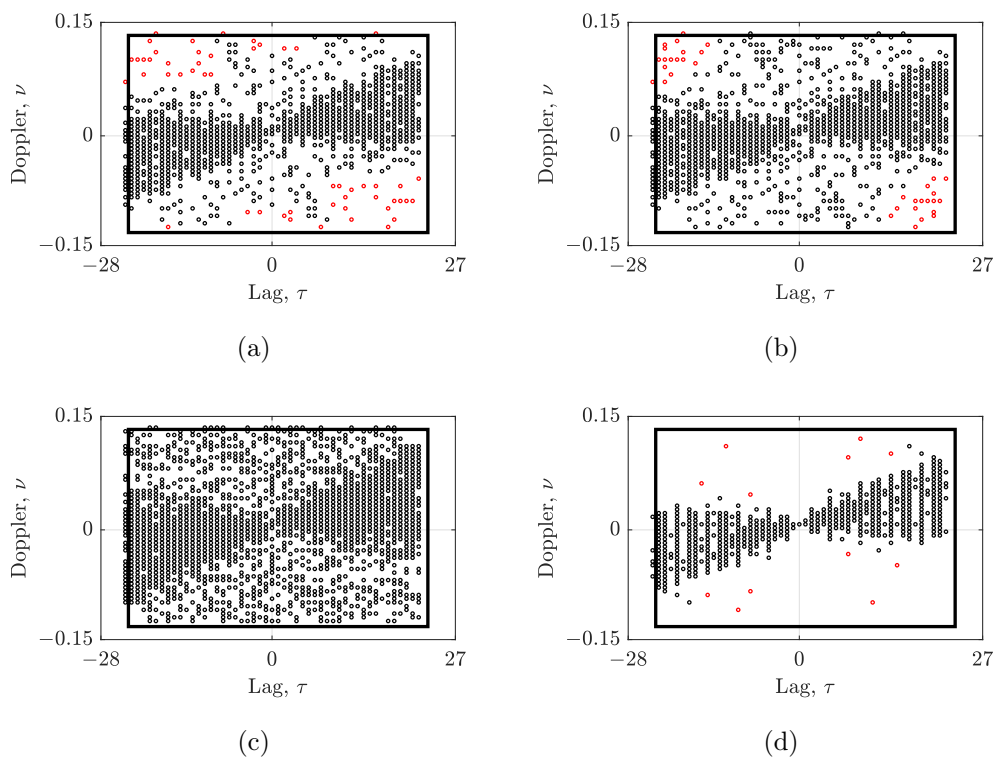 0.15
0
−0.15
Doppler, ν
−28
0
27
Lag, τ
(a)
0.15
0
−0.15
Doppler, ν
−28
0
27
Lag, τ
(b)
0.15
0
−0.15
Doppler, ν
−28
0
27
Lag, τ
(c)
0.15
0
−0.15
Doppler, ν
−28
0
27
Lag, τ
(d)